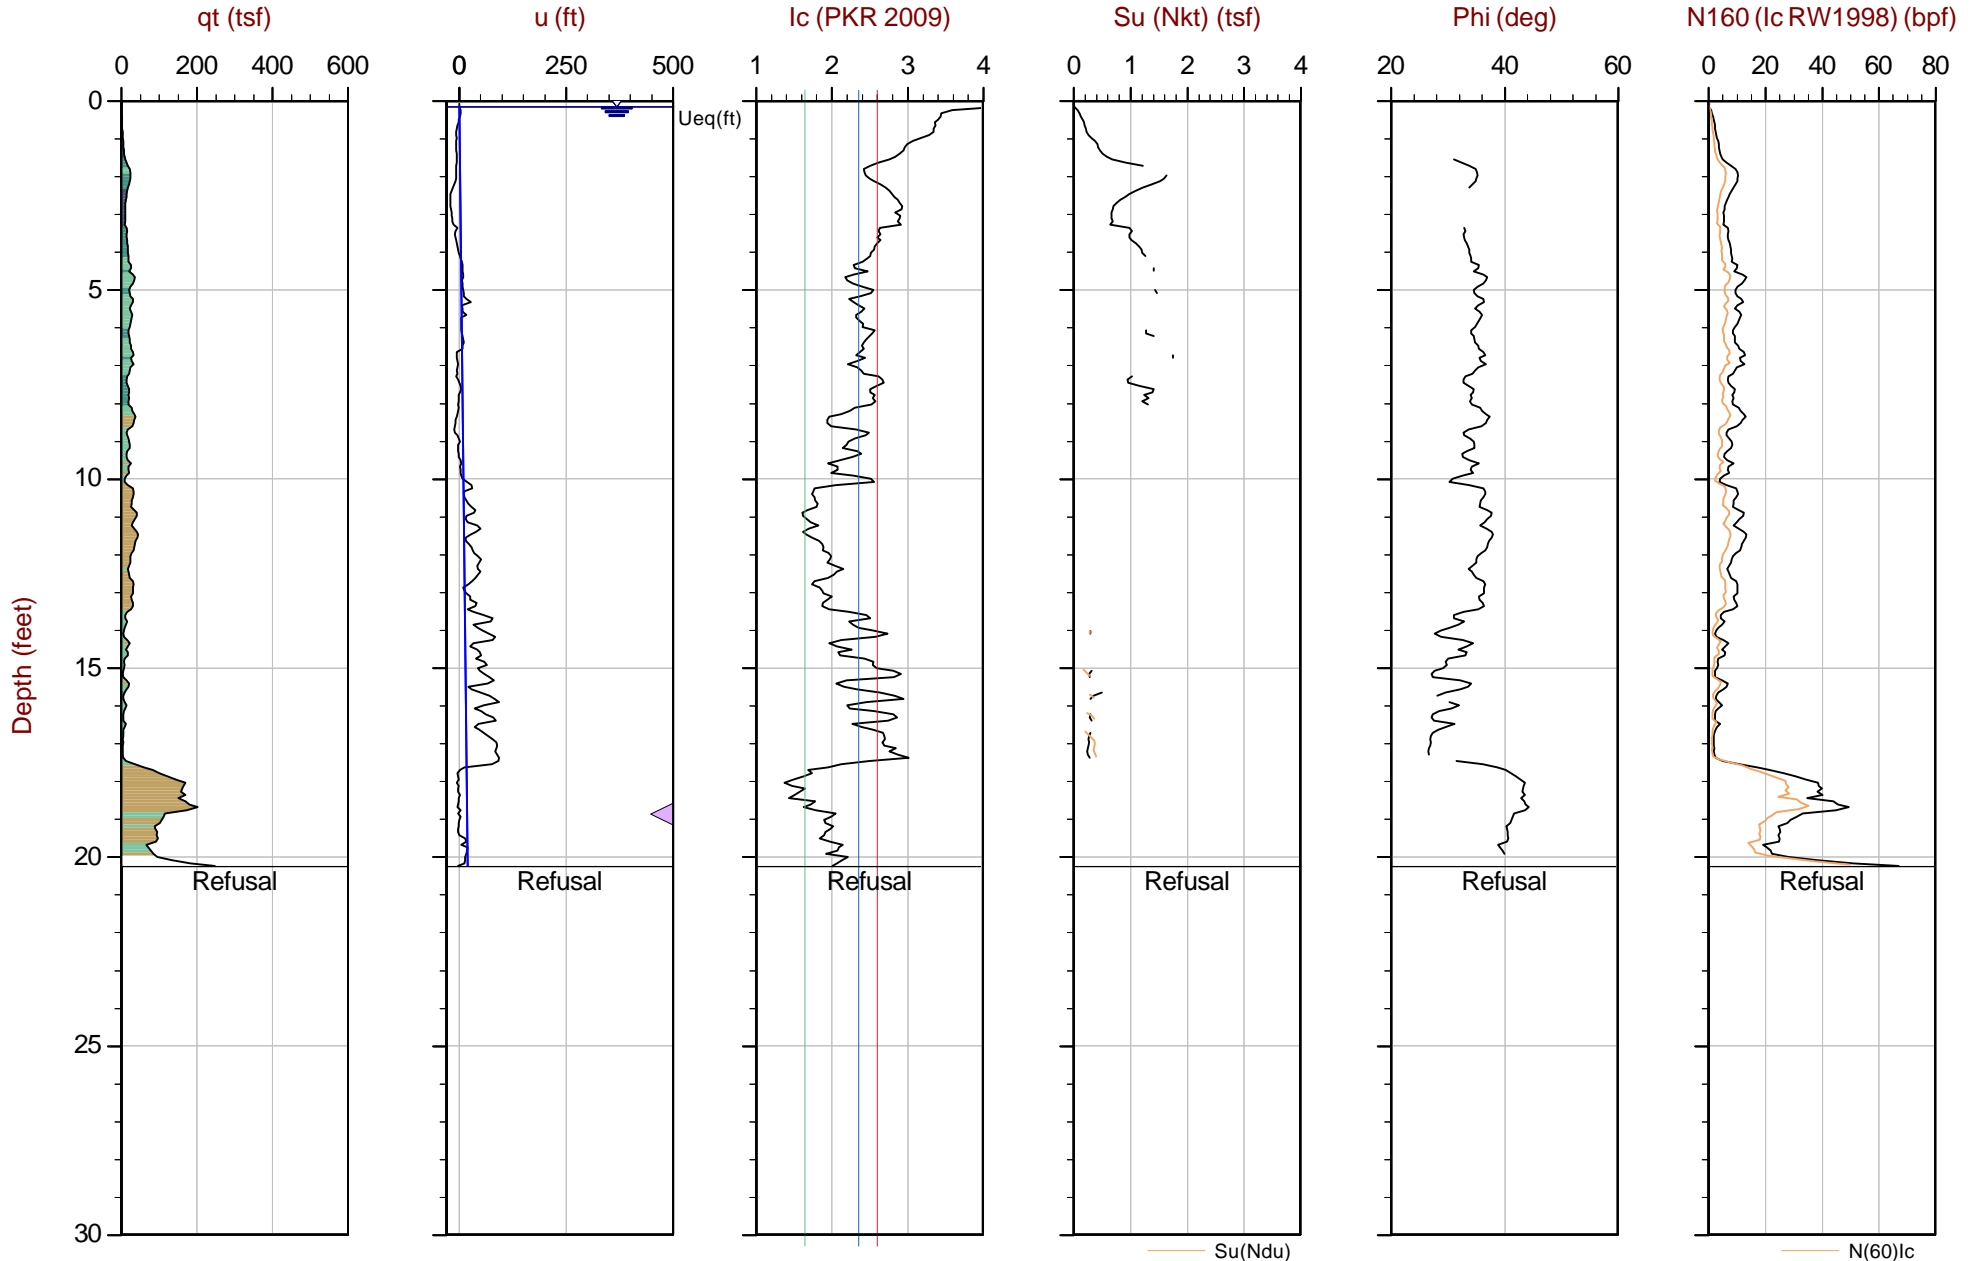 qt (tsf) u (ft) Ic (PKR 2009) Su (Nkt) (tsf) Phi (deg) N160 (Ic RW1998) (bpf)
0 200 400 600 0 250 500 1 2 3 4 0 1 2 3 4 20 40 60 0 20 40 60 80
0
Ueq(ft)
5
10
15
20
Refusal Refusal Refusal Refusal Refusal Refusal
25
30
Depth (feet)
Su(Ndu) N(60)Ic